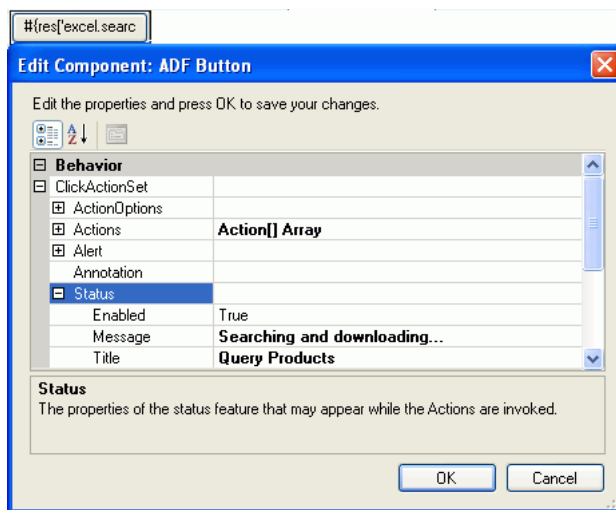 #{res['excel.searc
Edit Component: ADF Button
Edit the properties and press OK to save your changes.
Behavior
ClickActionSet
ActionOptions
Actions Action[] Array
Alert
Annotation
Status
Enabled True
Message Searching and downloading...
Title Query Products
Status
The properties of the status feature that may appear while the Actions are invoked.
OK Cancel